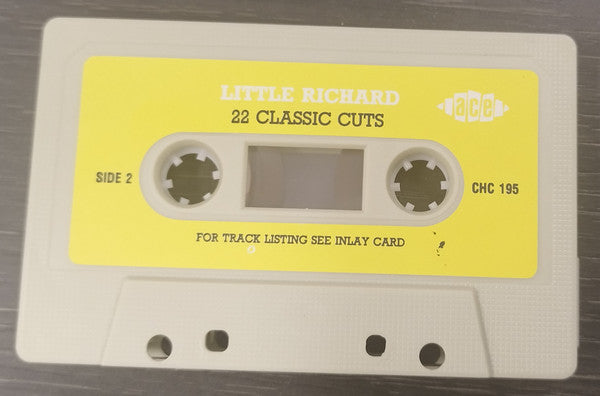 LITTLE RICHARD
22 CLASSIC CUTS
ace
SIDE 2
CHC 195
FOR TRACK LISTING SEE INLAY CARD